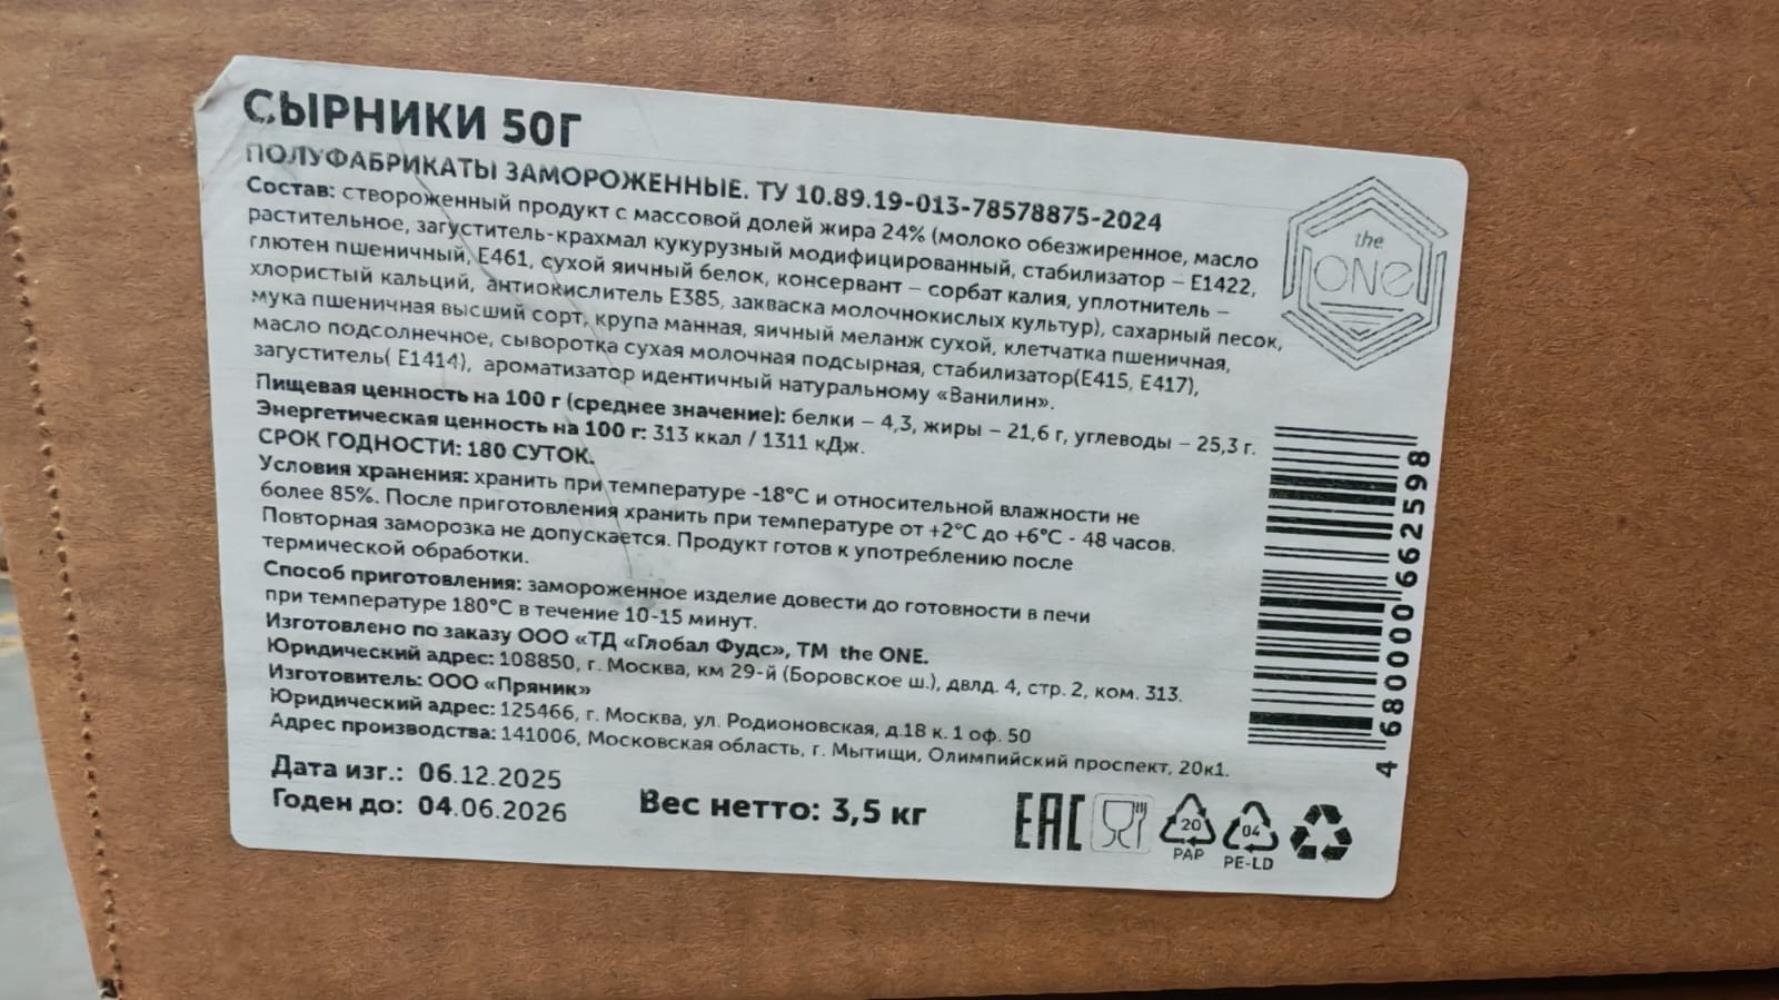 СЫРНИКИ 50Г
ПОЛУФАБРИКАТЫ ЗАМОРОЖЕННЫЕ. ТУ 10.89.19-013-78578875-2024
Состав: створоженный продукт с массовой долей жира 24% (молоко обезжиренное, масло
растительное, загуститель-крахмал кукурузный модифицированный, стабилизатор – Е1422,
глютен пшеничный, Е461, сухой яичный белок, консервант – сорбат калия, уплотнитель –
хлористый кальций, антиокислитель Е385, закваска молочнокислых культур), сахарный песок,
мука пшеничная высший сорт, крупа манная, яичный меланж сухой, клетчатка пшеничная,
масло подсолнечное, сыворотка сухая молочная подсырная, стабилизатор(Е415, Е417),
загуститель( Е1414), ароматизатор идентичный натуральному «Ванилин».
Пищевая ценность на 100 г (среднее значение): белки – 4,3, жиры – 21,6 г, углеводы – 25,3 г.
Энергетическая ценность на 100 г: 313 ккал / 1311 кДж.
СРОК ГОДНОСТИ: 180 СУТОК.
Условия хранения: хранить при температуре -18°С и относительной влажности не
более 85%. После приготовления хранить при температуре от +2°С до +6°С - 48 часов.
Повторная заморозка не допускается. Продукт готов к употреблению после
термической обработки.
Способ приготовления: замороженное изделие довести до готовности в печи
при температуре 180°С в течение 10-15 минут.
Изготовлено по заказу ООО «ТД «Глобал Фудс», ТМ the ONE.
Юридический адрес: 108850, г. Москва, км 29-й (Боровское ш.), двлд. 4, стр. 2, ком. 313.
Изготовитель: ООО «Пряник»
Юридический адрес: 125466, г. Москва, ул. Родионовская, д.18 к. 1 оф. 50
Адрес производства: 141006, Московская область, г. Мытищи, Олимпийский проспект, 20к1.
Дата изг.: 06.12.2025
Годен до: 04.06.2026
Вес нетто: 3,5 кг
the
ONE
4 680000 662598
EAC
20
PAP
04
PE-LD